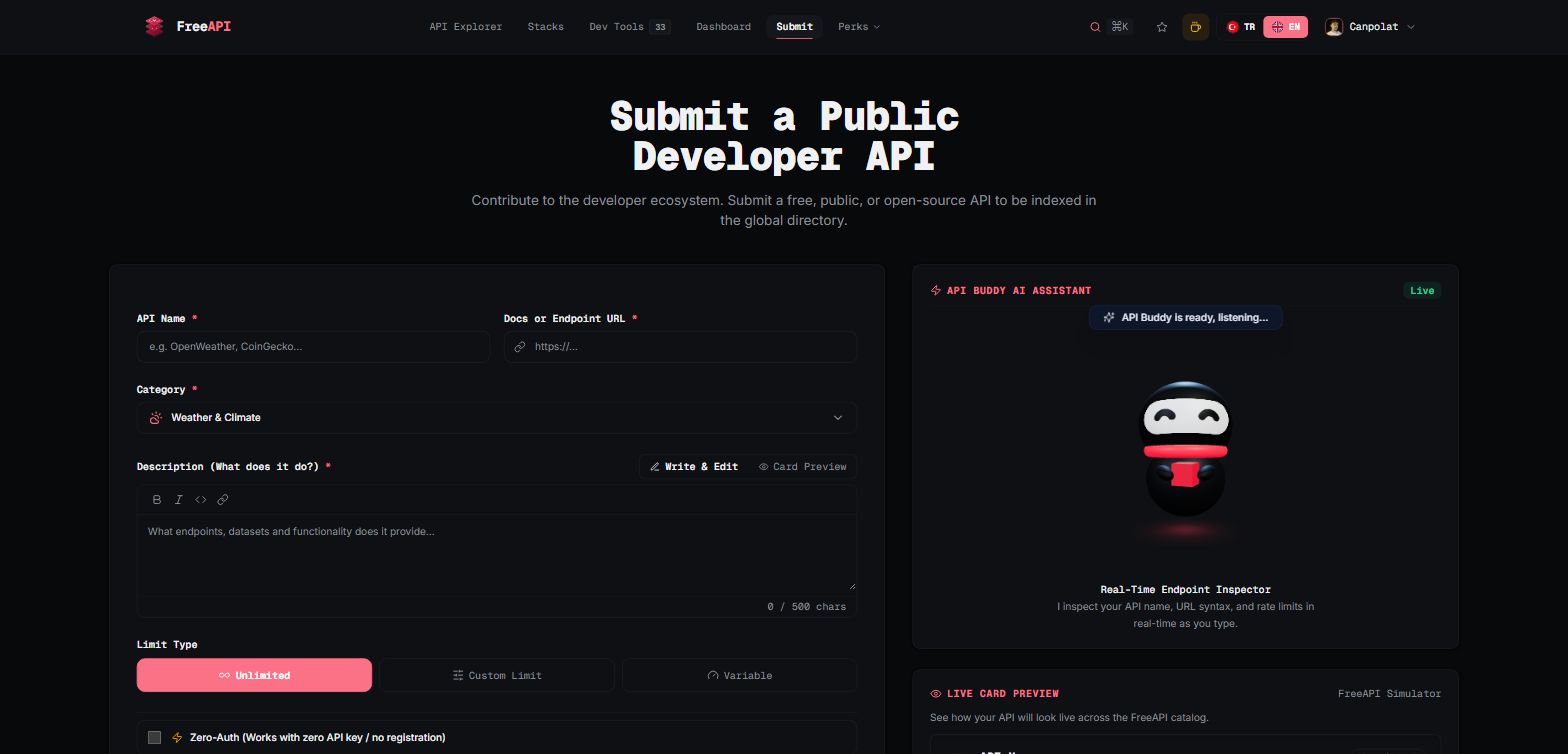 FreeAPI
API Explorer
Stacks
Dev Tools 33
Dashboard
Submit
Perks
⌘K
TR
EN
Canpolat
Submit a Public
Developer API
Contribute to the developer ecosystem. Submit a free, public, or open-source API to be indexed in
the global directory.
API Name *
e.g. OpenWeather, CoinGecko...
Docs or Endpoint URL *
https://...
Category *
Weather & Climate
Description (What does it do?) *
Write & Edit
Card Preview
B I <>
What endpoints, datasets and functionality does it provide...
0 / 500 chars
Limit Type
Unlimited
Custom Limit
Variable
Zero-Auth (Works with zero API key / no registration)
API BUDDY AI ASSISTANT
Live
API Buddy is ready, listening...
Real-Time Endpoint Inspector
I inspect your API name, URL syntax, and rate limits in
real-time as you type.
LIVE CARD PREVIEW
FreeAPI Simulator
See how your API will look live across the FreeAPI catalog.